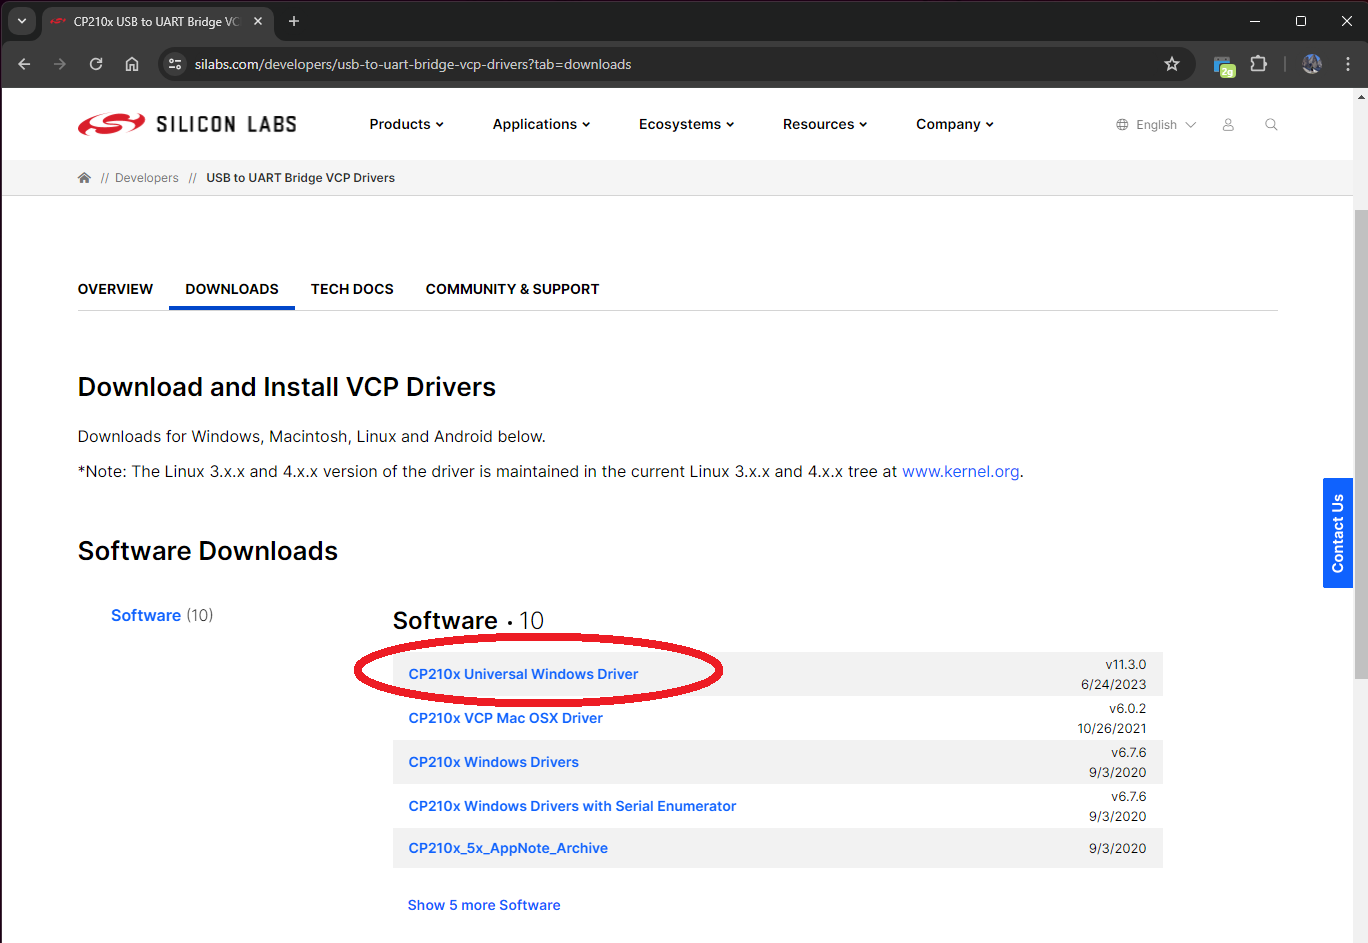 CP210x USB to UART Bridge VC
silabs.com/developers/usb-to-uart-bridge-vcp-drivers?tab=downloads
2g
SILICON LABS
Products
Applications
Ecosystems
Resources
Company
English
// Developers // USB to UART Bridge VCP Drivers
OVERVIEW
DOWNLOADS
TECH DOCS
COMMUNITY & SUPPORT
Download and Install VCP Drivers
Downloads for Windows, Macintosh, Linux and Android below.
*Note: The Linux 3.x.x and 4.x.x version of the driver is maintained in the current Linux 3.x.x and 4.x.x tree at www.kernel.org.
Contact Us
Software Downloads
Software (10)
Software • 10
CP210x Universal Windows Driver
v11.3.0
6/24/2023
CP210x VCP Mac OSX Driver
v6.0.2
10/26/2021
CP210x Windows Drivers
v6.7.6
9/3/2020
CP210x Windows Drivers with Serial Enumerator
v6.7.6
9/3/2020
CP210x_5x_AppNote_Archive
9/3/2020
Show 5 more Software